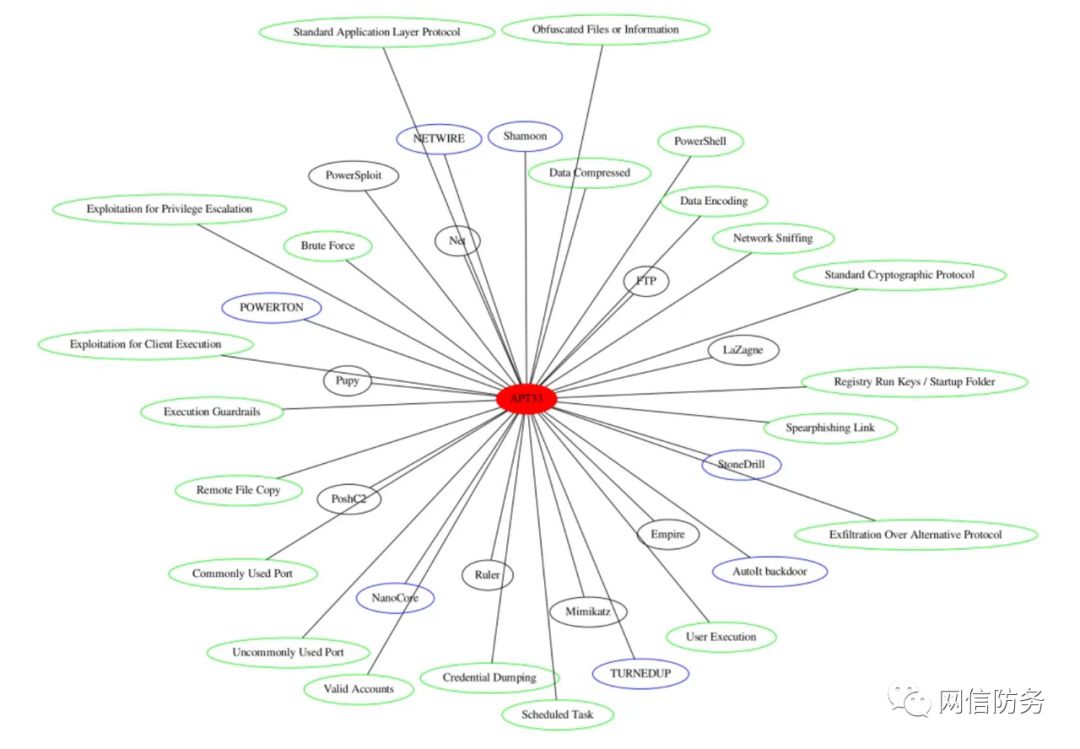 Standard Application Layer Protocol
Obfuscated Files or Information
NETWIRE
Shamoon
PowerShell
PowerSploit
Data Compressed
Exploitation for Privilege Escalation
Data Encoding
Brute Force
Net
Network Sniffing
FTP
Standard Cryptographic Protocol
POWERTON
Exploitation for Client Execution
LaZagne
Pupy
Registry Run Keys / Startup Folder
APT33
Execution Guardrails
Spearphishing Link
StoneDrill
Remote File Copy
PoshC2
Empire
Exfiltration Over Alternative Protocol
Commonly Used Port
Ruler
AutoIt backdoor
NanoCore
Mimikatz
User Execution
Uncommonly Used Port
Valid Accounts
Credential Dumping
TURNEDUP
Scheduled Task
网信防务